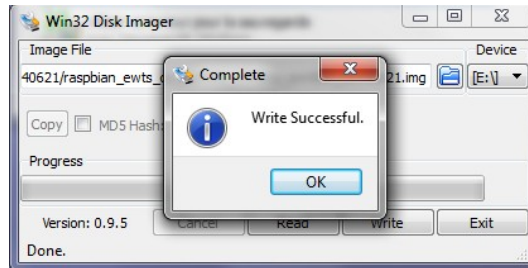 Win32 Disk Imager
Image File
Device
40621/raspbian_ewts_
21.img
[E:\]
Copy
MD5 Hash:
Progress
Version: 0.9.5
Cancel
Read
Write
Exit
Done.
Complete
Write Successful.
OK